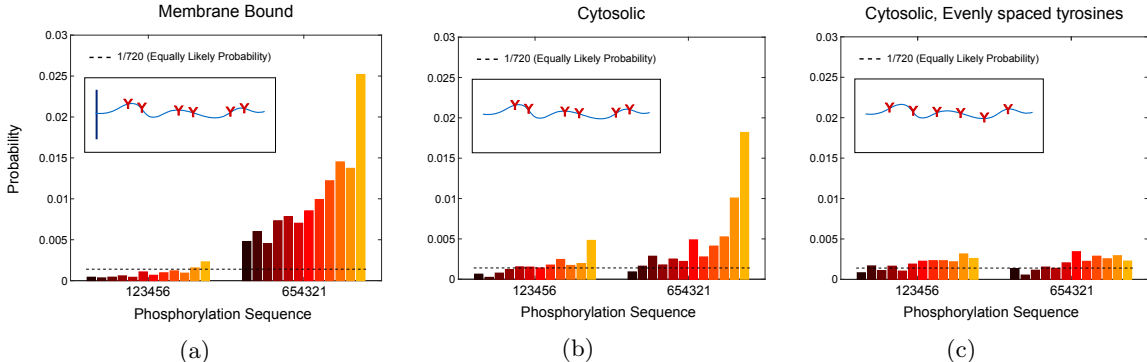 Membrane Bound
0.03
0.025
0.02
0.015
0.01
0.005
0
Probability
1/720 (Equally Likely Probability)
Y Y Y Y Y Y
123456
654321
Phosphorylation Sequence
(a)
Cytosolic
0.03
0.025
0.02
0.015
0.01
0.005
0
1/720 (Equally Likely Probability)
Y Y Y Y Y Y
123456
654321
Phosphorylation Sequence
(b)
Cytosolic, Evenly spaced tyrosines
0.03
0.025
0.02
0.015
0.01
0.005
0
1/720 (Equally Likely Probability)
Y Y Y Y Y Y
123456
654321
Phosphorylation Sequence
(c)